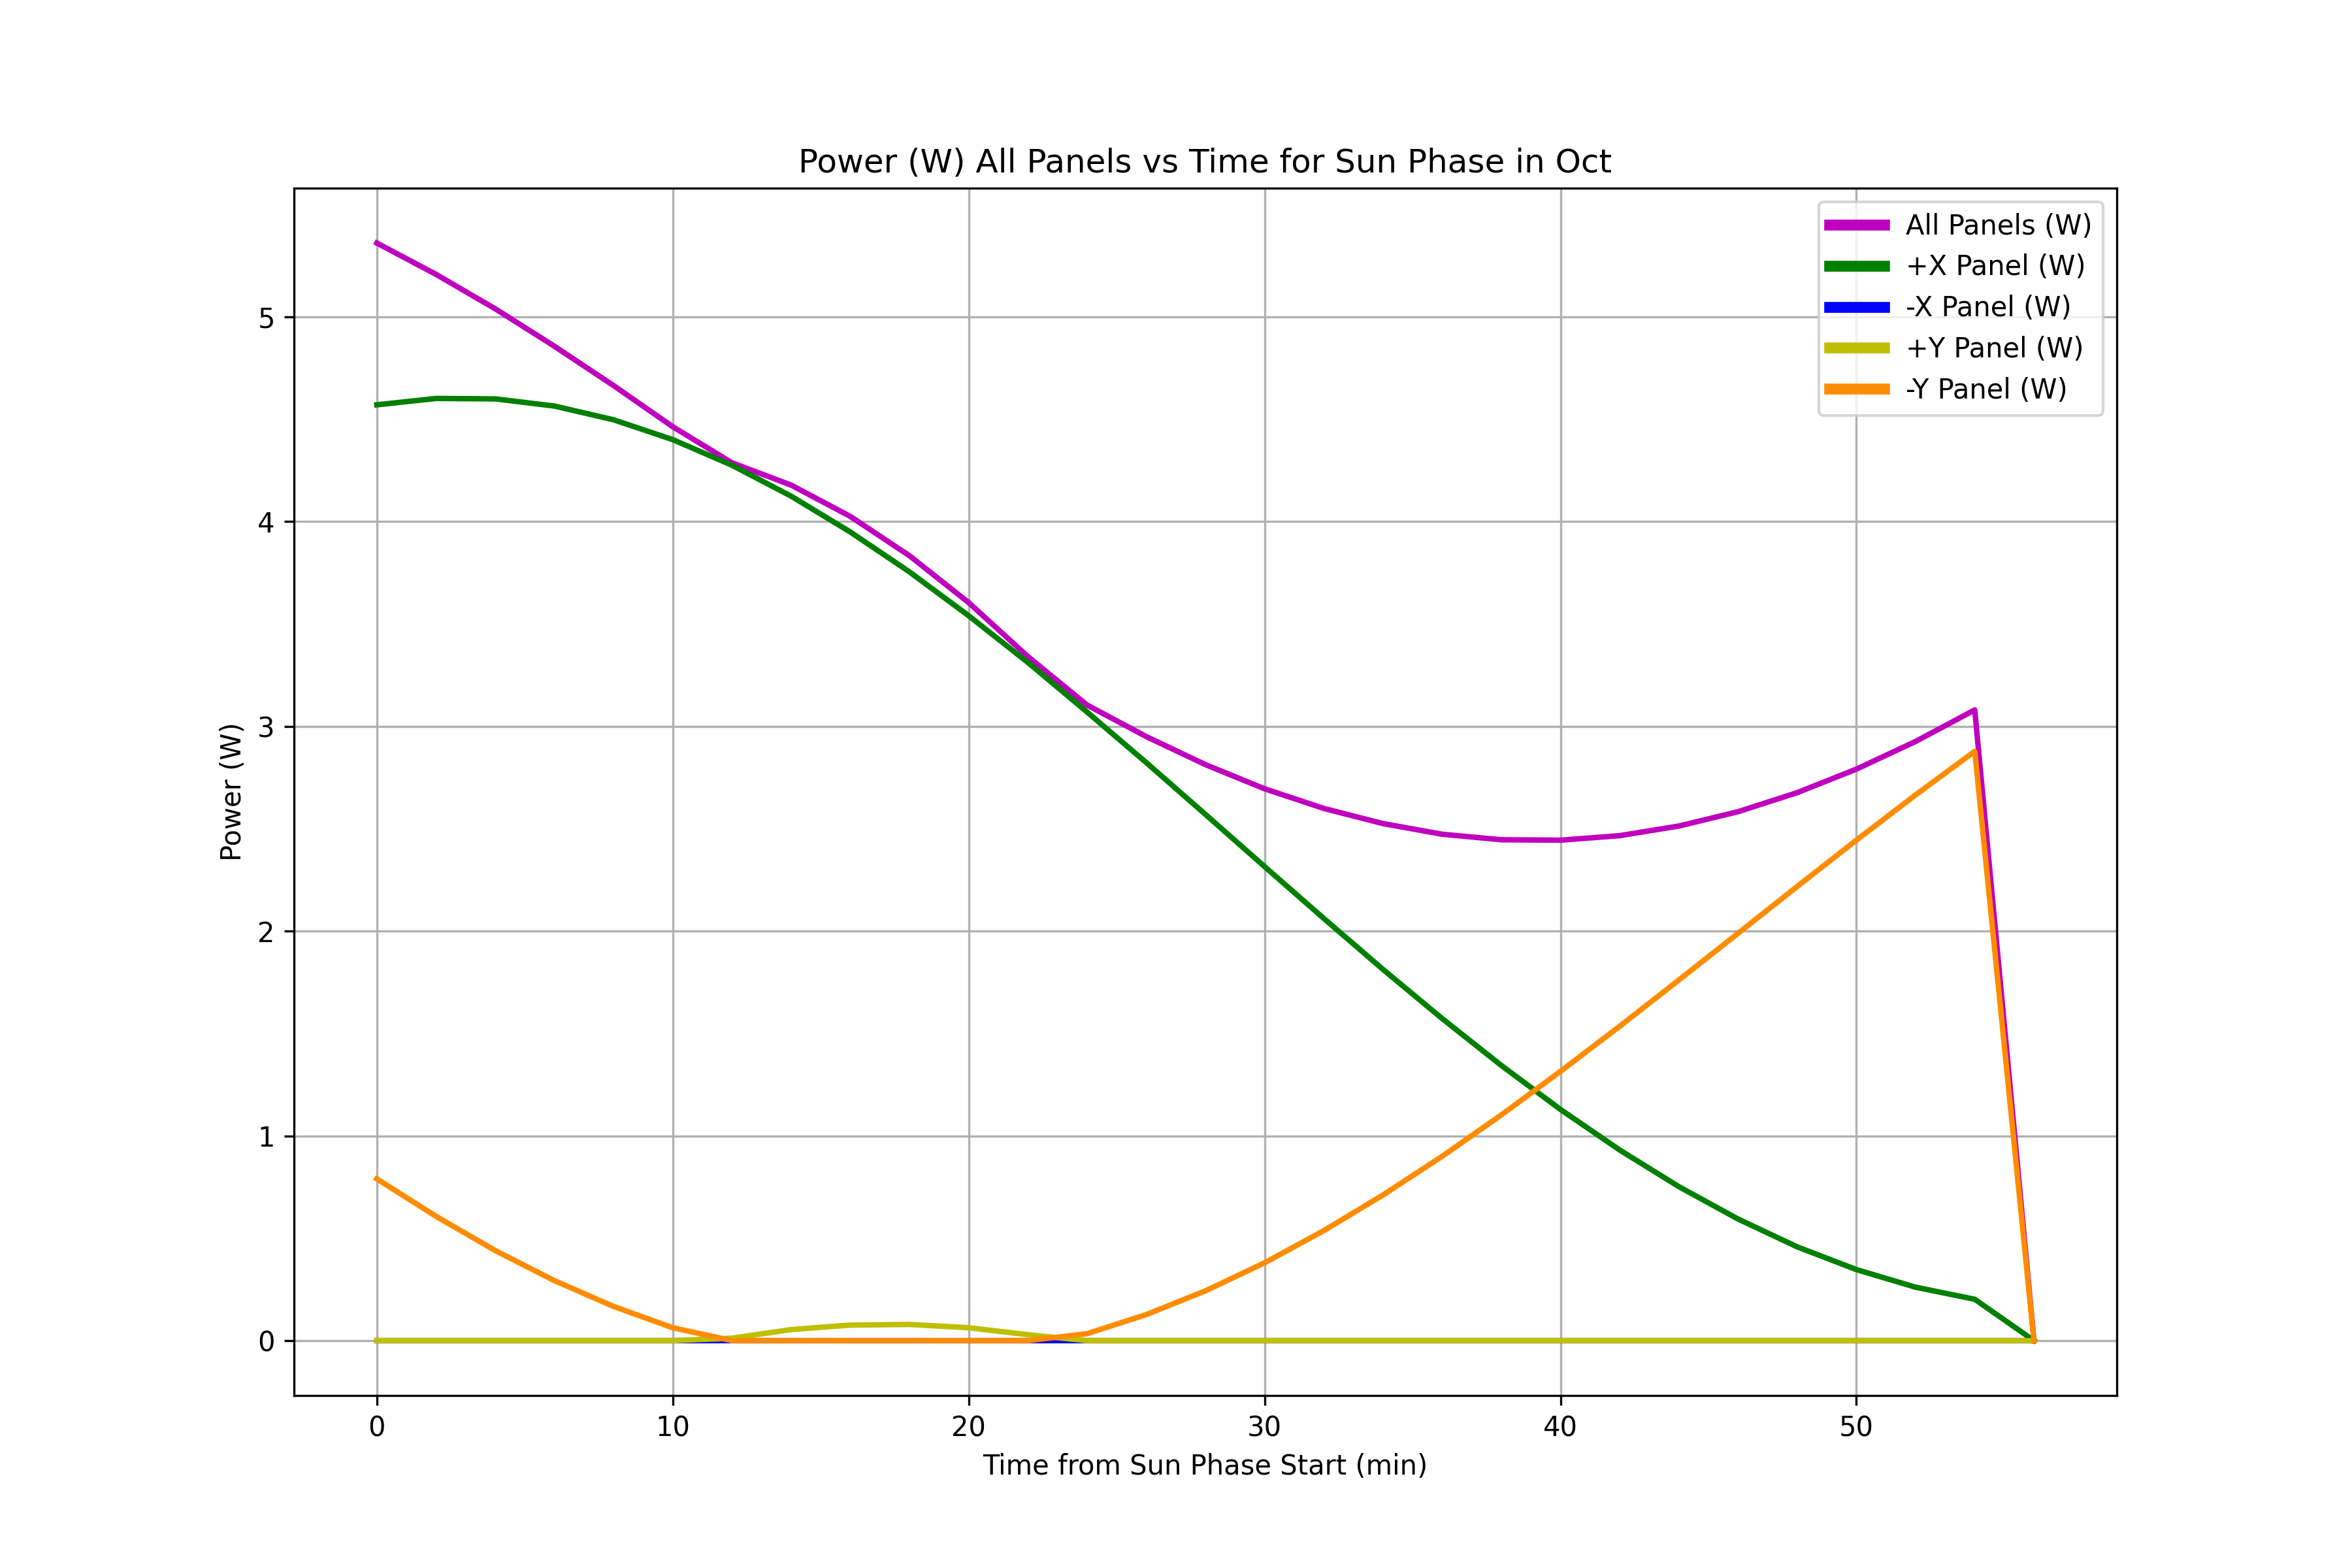 Power (W) All Panels vs Time for Sun Phase in Oct
All Panels (W)
+X Panel (W)
-X Panel (W)
+Y Panel (W)
-Y Panel (W)
Power (W)
5
4
3
2
1
0
0 10 20 30 40 50
Time from Sun Phase Start (min)